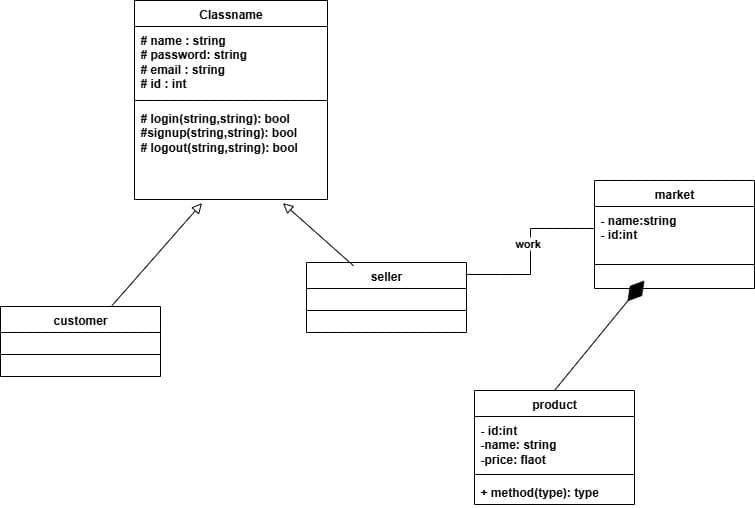 Classname
# name : string
# password: string
# email : string
# id : int
# login(string,string): bool
#signup(string,string): bool
# logout(string,string): bool
market
- name:string
- id:int
work
seller
customer
product
- id:int
-name: string
-price: flaot
+ method(type): type